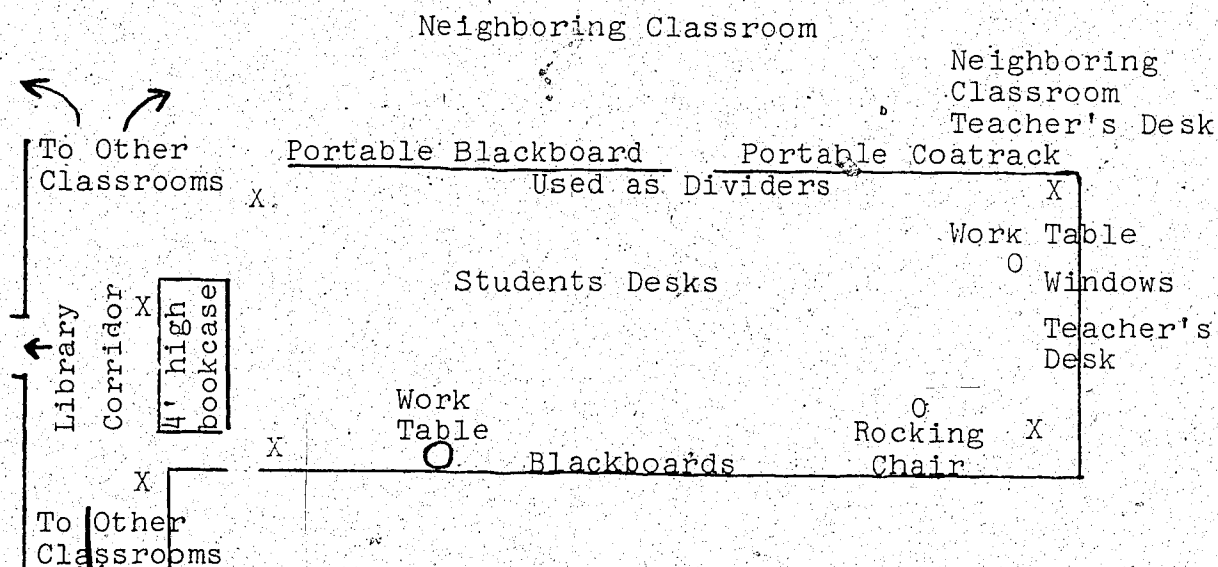 Neighboring Classroom
Neighboring
Classroom
Teacher's Desk
To Other
Classrooms
Portable Blackboard
Portable Coatrack
Used as Dividers
X
X
Work Table
O
Students Desks
Windows
Teacher's
Desk
Library
Corridor
X
4' high
bookcase
Work
Table
O
Rocking
Chair
X
X
Blackboards
X
To Other
Classrooms